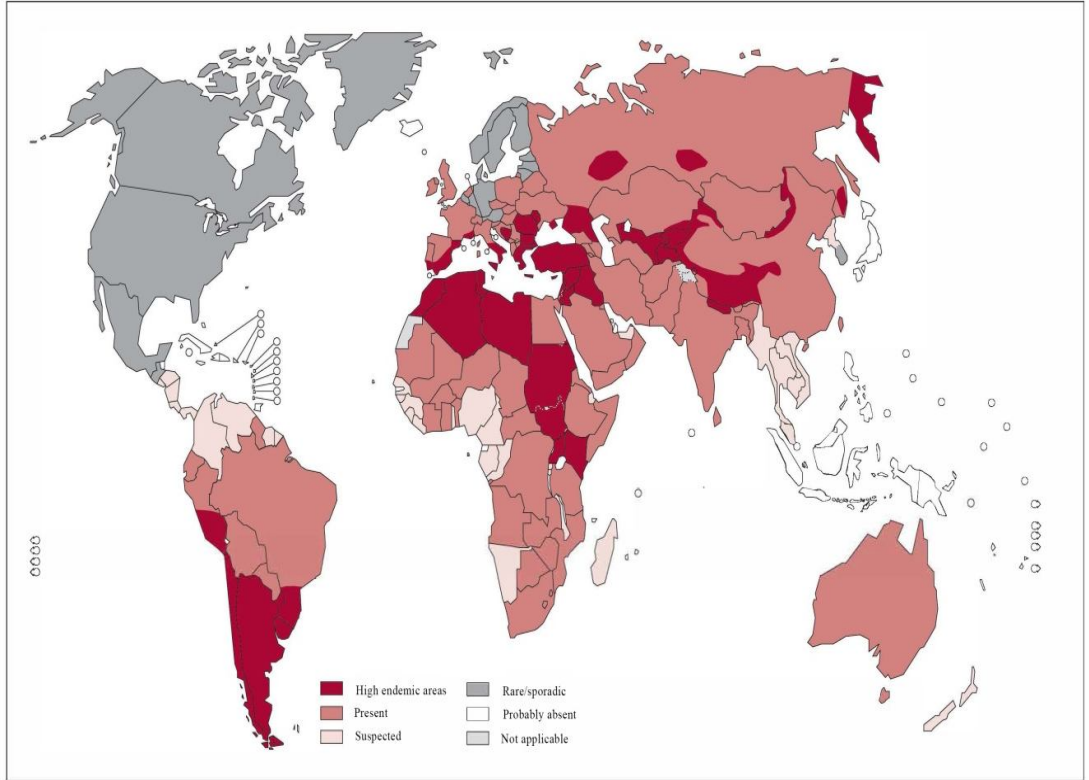 High endemic areas
Present
Suspected
Rare/sporadic
Probably absent
Not applicable